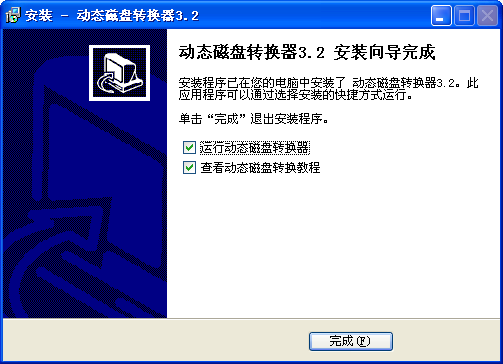 安装 - 动态磁盘转换器3.2
动态磁盘转换器3.2 安装向导完成
安装程序已在您的电脑中安装了 动态磁盘转换器3.2。此
应用程序可以通过选择安装的快捷方式运行。
单击“完成”退出安装程序。
运行动态磁盘转换器
查看动态磁盘转换教程
完成(F)